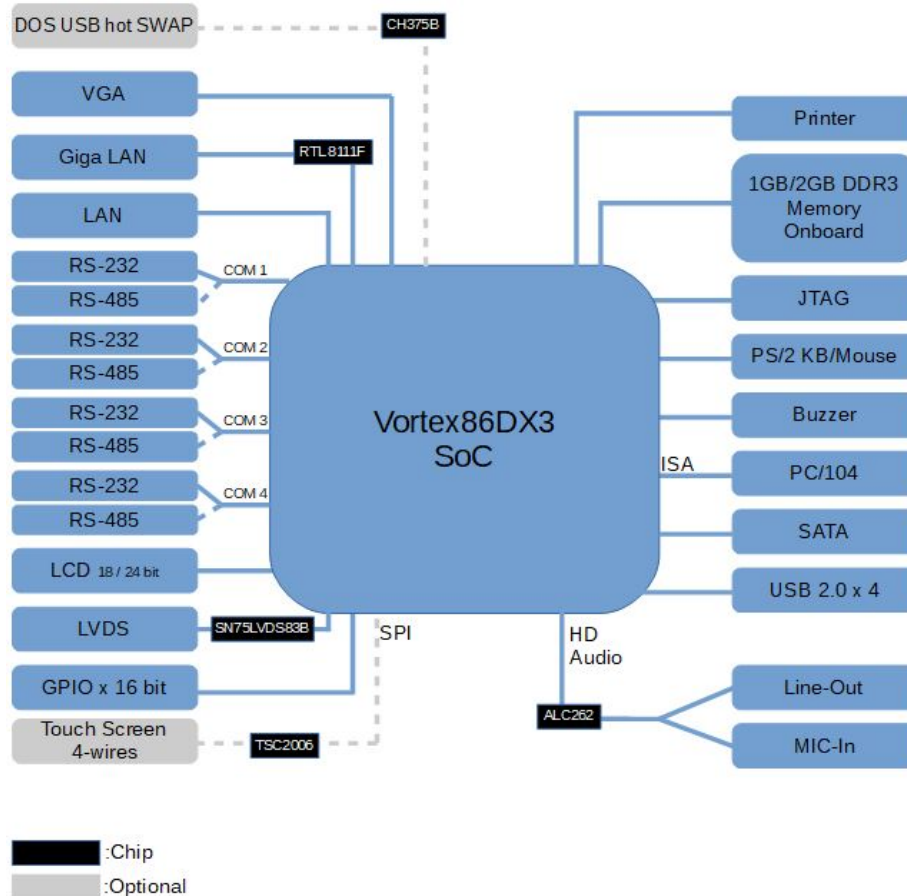 DOS USB hot SWAP
CH375B
VGA
Giga LAN
RTL8111F
LAN
RS-232
RS-485
COM 1
RS-232
RS-485
COM 2
RS-232
RS-485
COM 3
RS-232
RS-485
COM 4
LCD 18 / 24 bit
LVDS
SN75LVDS83B
GPIO x 16 bit
Touch Screen
4-wires
TSC2006
SPI
Vortex86DX3
SoC
Printer
1GB/2GB DDR3
Memory
Onboard
JTAG
PS/2 KB/Mouse
Buzzer
ISA
PC/104
SATA
USB 2.0 x 4
HD
Audio
ALC262
Line-Out
MIC-In
:Chip
:Optional